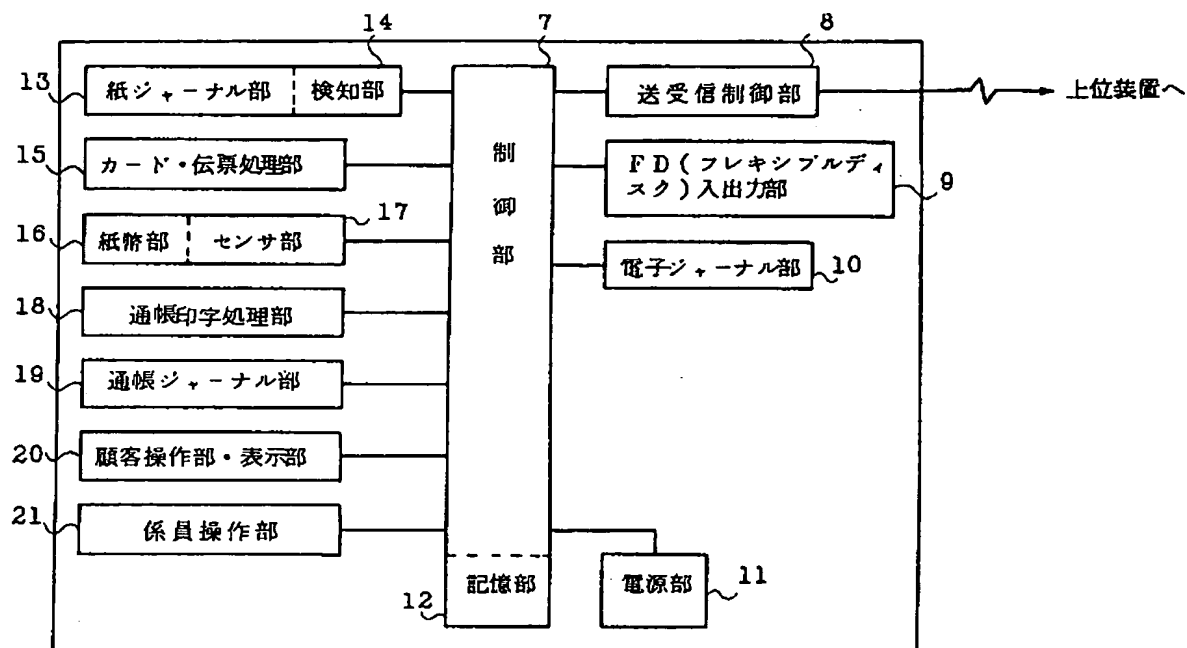 14
7
8
13
紙ジャーナル部
検知部
送受信制御部
上位装置へ
15
カード・伝票処理部
制御部
FD(フレキシブルディ
スク)入出力部
9
16
紙幣部
センサ部
17
電子ジャーナル部
10
18
通帳印字処理部
19
通帳ジャーナル部
20
顧客操作部・表示部
21
係員操作部
12
記憶部
電源部
11